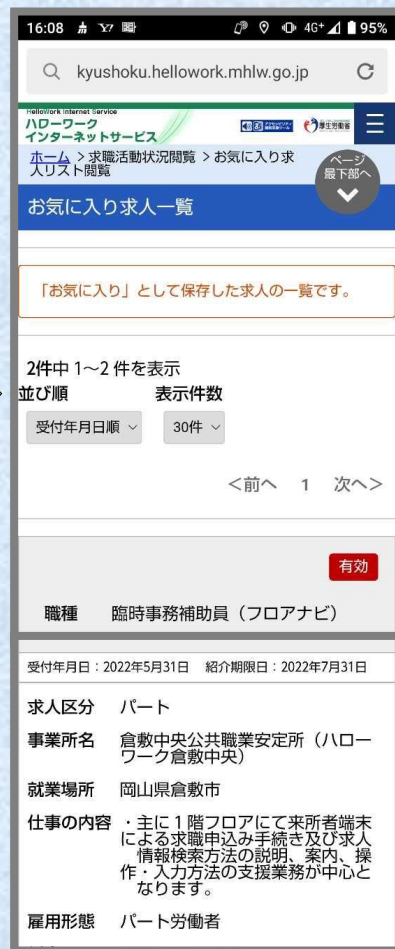 16:08
4G+ 95%
kyushoku.hellowork.mhlw.go.jp
HelloWork Internet Service
ハローワーク
インターネットサービス
厚生労働省
ホーム > 求職活動状況閲覧 > お気に入り求
人リスト閲覧
ページ
最下部へ
お気に入り求人一覧
「お気に入り」として保存した求人の一覧です。
2件中 1～2 件を表示
並び順 表示件数
受付年月日順 30件
<前へ 1 次へ>
有効
職種 臨時事務補助員（フロアナビ）
受付年月日：2022年5月31日 紹介期限日：2022年7月31日
求人区分 パート
事業所名 倉敷中央公共職業安定所（ハロー
ワーク倉敷中央）
就業場所 岡山県倉敷市
仕事の内容 ・主に１階フロアにて来所者端末
による求職申込み手続き及び求人
情報検索方法の説明、案内、操
作・入力方法の支援業務が中心と
なります。
雇用形態 パート労働者